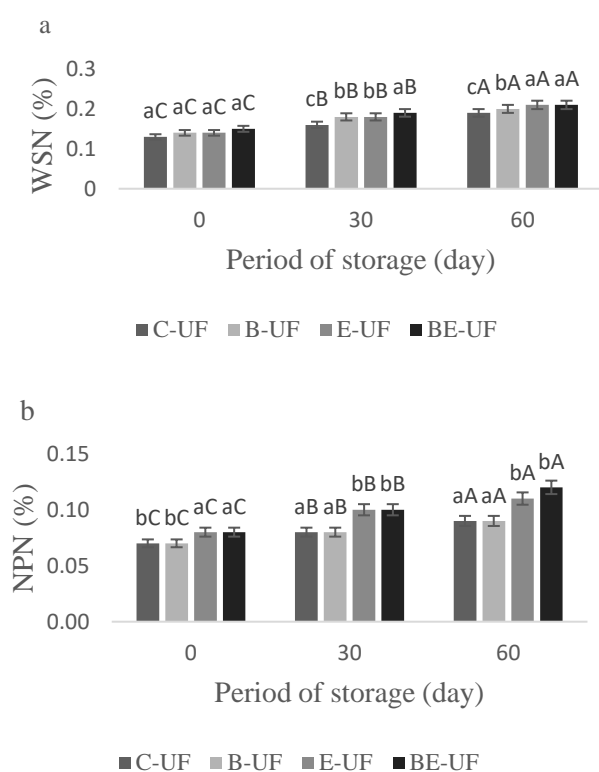 a
0.3
0.2
0.1
0
WSN (%)
aC aC aC aC
cB bB bB aB
cA bA aA aA
0 30 60
Period of storage (day)
C-UF B-UF E-UF BE-UF
b
0.15
0.10
0.05
0.00
NPN (%)
bC bC aC aC
aB aB bB bB
aA aA bA bA
0 30 60
Period of storage (day)
C-UF B-UF E-UF BE-UF